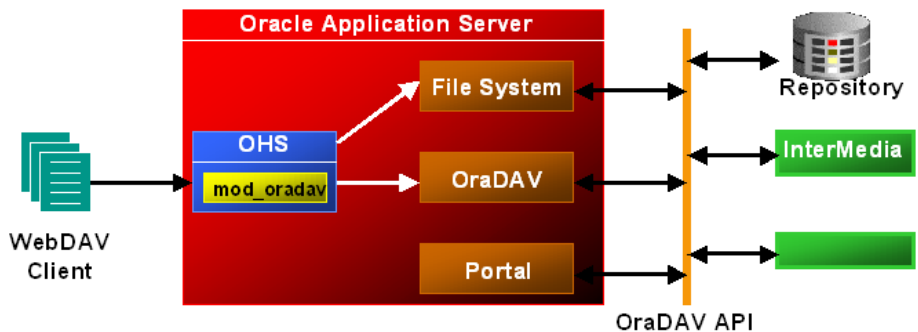 Oracle Application Server
File System
Repository
OHS
InterMedia
mod_oradav
OraDAV
WebDAV
Client
Portal
OraDAV API